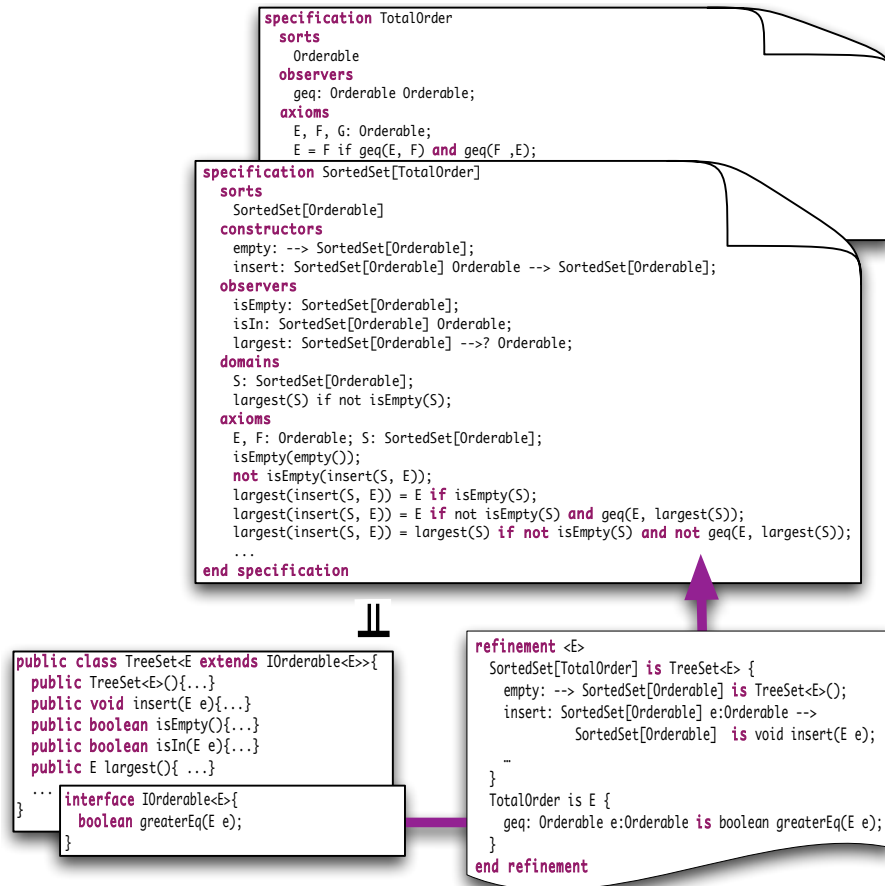 specification TotalOrder
sorts
Orderable
observers
geq: Orderable Orderable;
axioms
E, F, G: Orderable;
E = F if geq(E, F) and geq(F ,E);
specification SortedSet[TotalOrder]
sorts
SortedSet[Orderable]
constructors
empty: --> SortedSet[Orderable];
insert: SortedSet[Orderable] Orderable --> SortedSet[Orderable];
observers
isEmpty: SortedSet[Orderable];
isIn: SortedSet[Orderable] Orderable;
largest: SortedSet[Orderable] -->? Orderable;
domains
S: SortedSet[Orderable];
largest(S) if not isEmpty(S);
axioms
E, F: Orderable; S: SortedSet[Orderable];
isEmpty(empty());
not isEmpty(insert(S, E));
largest(insert(S, E)) = E if isEmpty(S);
largest(insert(S, E)) = E if not isEmpty(S) and geq(E, largest(S));
largest(insert(S, E)) = largest(S) if not isEmpty(S) and not geq(E, largest(S));
...
end specification
public class TreeSet<E extends IOrderable<E>>{
public TreeSet<E>(){...}
public void insert(E e){...}
public boolean isEmpty(){...}
public boolean isIn(E e){...}
public E largest(){ ...}
...
}
interface IOrderable<E>{
boolean greaterEq(E e);
}
refinement <E>
SortedSet[TotalOrder] is TreeSet<E> {
empty: --> SortedSet[Orderable] is TreeSet<E>();
insert: SortedSet[Orderable] e:Orderable -->
SortedSet[Orderable] is void insert(E e);
…
}
TotalOrder is E {
geq: Orderable e:Orderable is boolean greaterEq(E e);
}
end refinement